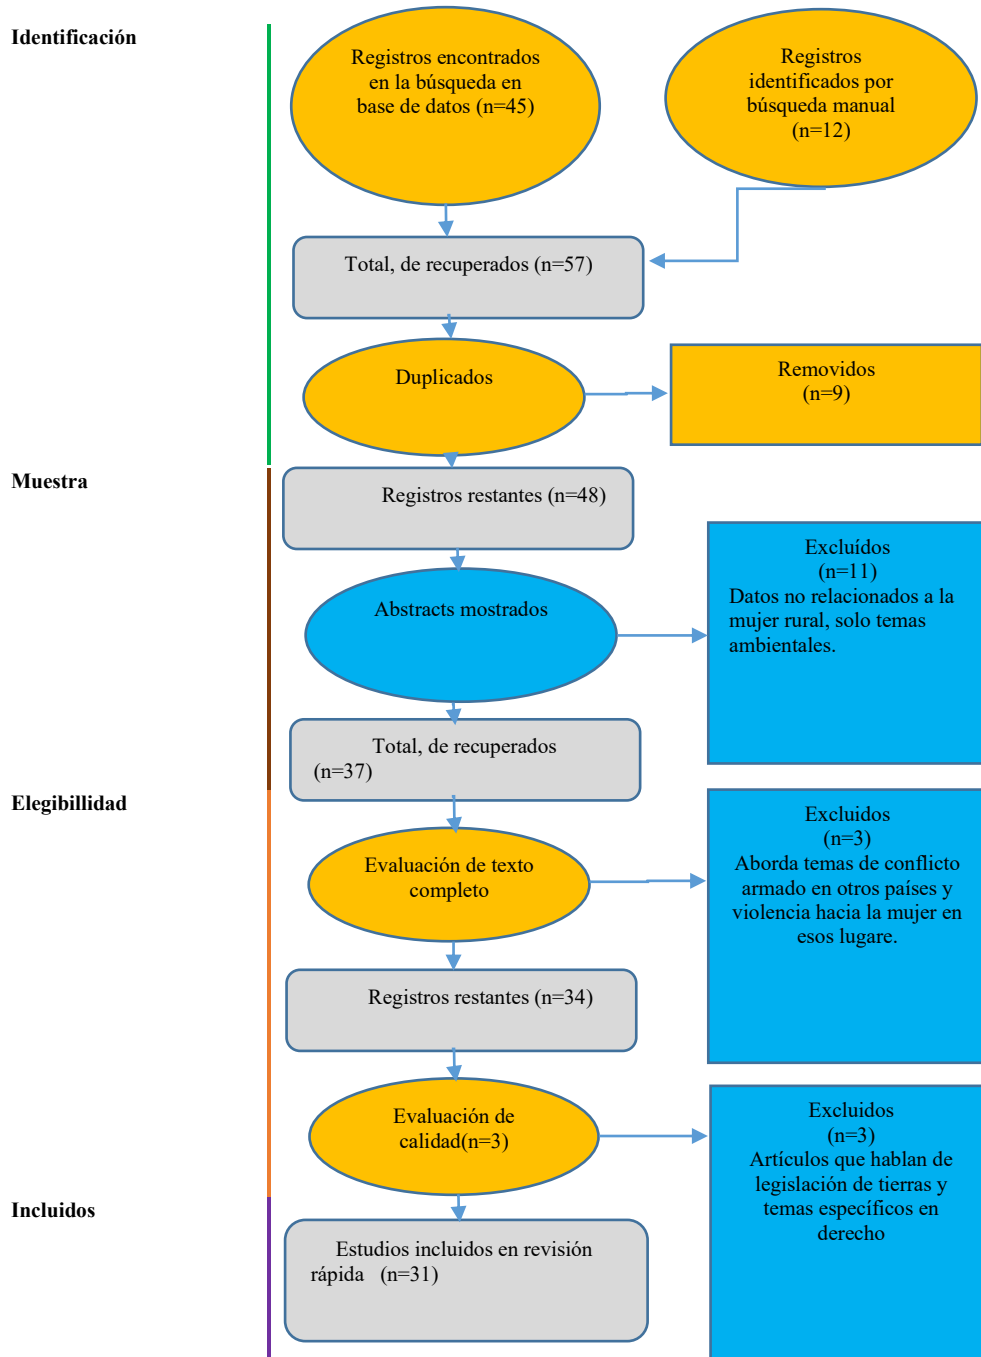 Identificación
Registros encontrados
en la búsqueda en
base de datos (n=45)
Registros
identificados por
búsqueda manual
(n=12)
Total, de recuperados (n=57)
Duplicados
Removidos
(n=9)
Muestra
Registros restantes (n=48)
Abstracts mostrados
Excluídos
(n=11)
Datos no relacionados a la
mujer rural, solo temas
ambientales.
Total, de recuperados
(n=37)
Elegibillidad
Evaluación de texto
completo
Excluidos
(n=3)
Aborda temas de conflicto
armado en otros países y
violencia hacia la mujer en
esos lugare.
Registros restantes (n=34)
Evaluación de
calidad(n=3)
Excluidos
(n=3)
Artículos que hablan de
legislación de tierras y
temas específicos en
derecho
Incluidos
Estudios incluidos en revisión
rápida (n=31)